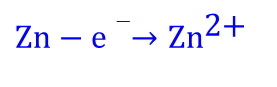 Zn − e⁻ → Zn²⁺